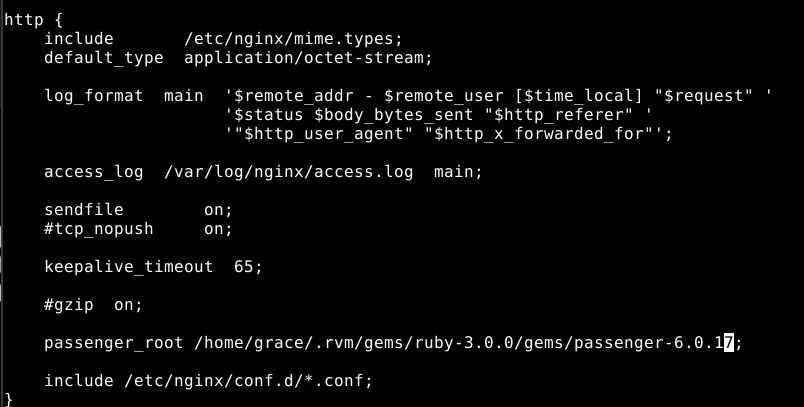 http {
    include       /etc/nginx/mime.types;
    default_type  application/octet-stream;

    log_format  main  '$remote_addr - $remote_user [$time_local] "$request" '
                      '$status $body_bytes_sent "$http_referer" '
                      '"$http_user_agent" "$http_x_forwarded_for"';

    access_log  /var/log/nginx/access.log  main;

    sendfile        on;
    #tcp_nopush     on;

    keepalive_timeout  65;

    #gzip  on;

    passenger_root /home/grace/.rvm/gems/ruby-3.0.0/gems/passenger-6.0.17;

    include /etc/nginx/conf.d/*.conf;
}